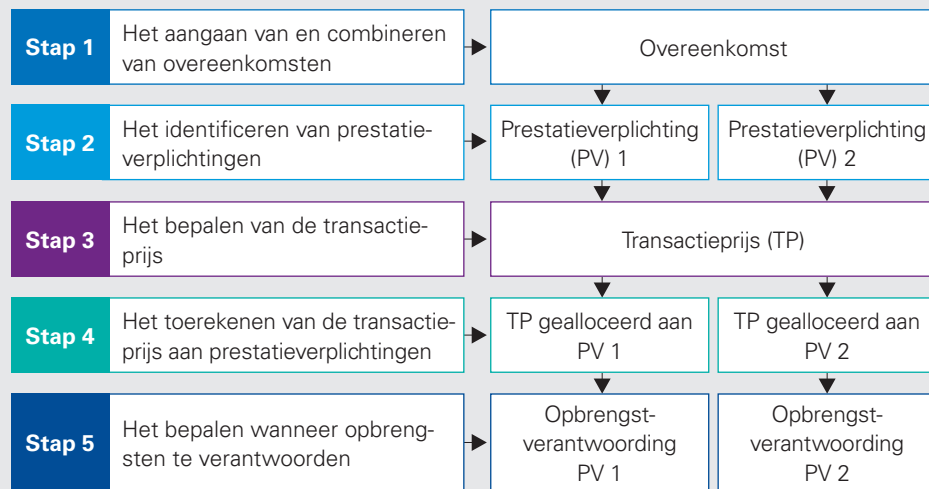 Stap 1
Het aangaan van en combineren
van overeenkomsten
Overeenkomst
Stap 2
Het identificeren van prestatie-
verplichtingen
Prestatieverplichting
(PV) 1
Prestatieverplichting
(PV) 2
Stap 3
Het bepalen van de transactie-
prijs
Transactieprijs (TP)
Stap 4
Het toerekenen van de transactie-
prijs aan prestatieverplichtingen
TP gealloceerd aan
PV 1
TP gealloceerd aan
PV 2
Stap 5
Het bepalen wanneer opbreng-
sten te verantwoorden
Opbrengst-
verantwoording
PV 1
Opbrengst-
verantwoording
PV 2